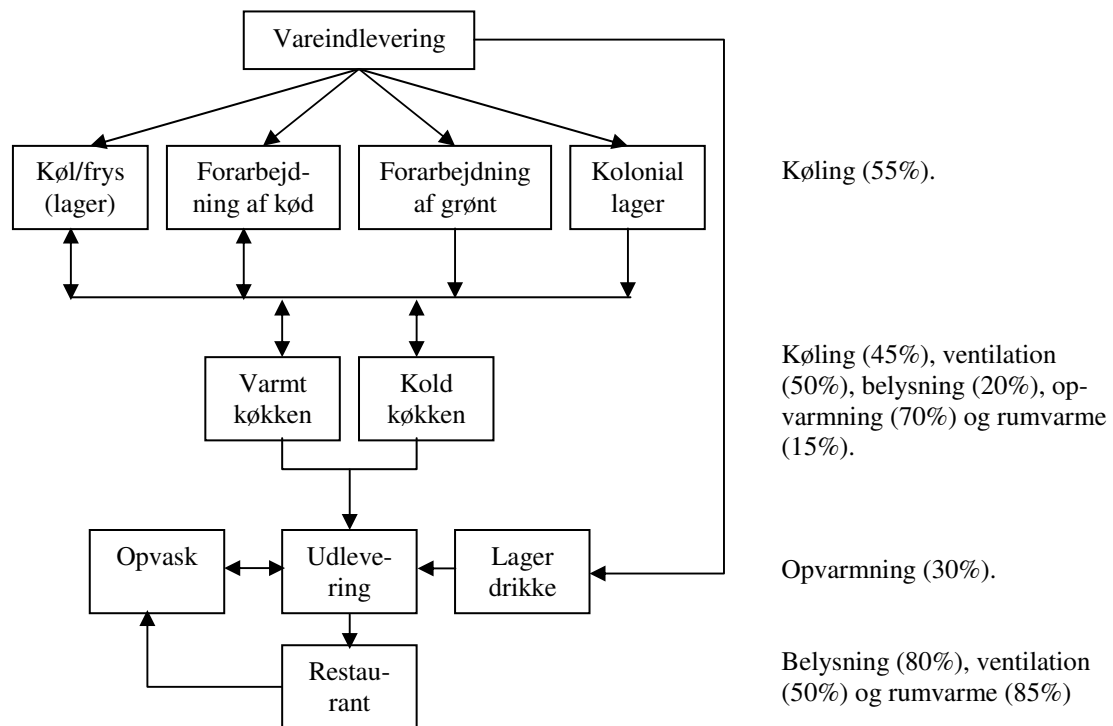 Vareindlevering
Køl/frys
(lager)
Forarbejd-
ning af kød
Forarbejdning
af grønt
Kolonial
lager
Køling (55%).
Varmt
køkken
Kold
køkken
Køling (45%), ventilation
(50%), belysning (20%), op-
varmning (70%) og rumvarme
(15%).
Opvask
Udleve-
ring
Lager
drikke
Opvarmning (30%).
Restau-
rant
Belysning (80%), ventilation
(50%) og rumvarme (85%)